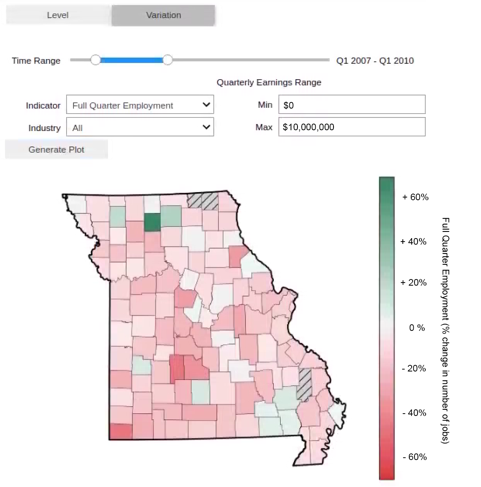 Level
Variation
Time Range
Q1 2007 - Q1 2010
Quarterly Earnings Range
Indicator
Full Quarter Employment
Min
$0
Industry
All
Max
$10,000,000
Generate Plot
+ 60%
+ 40%
+ 20%
0 %
- 20%
- 40%
- 60%
Full Quarter Employment (% change in number of jobs)